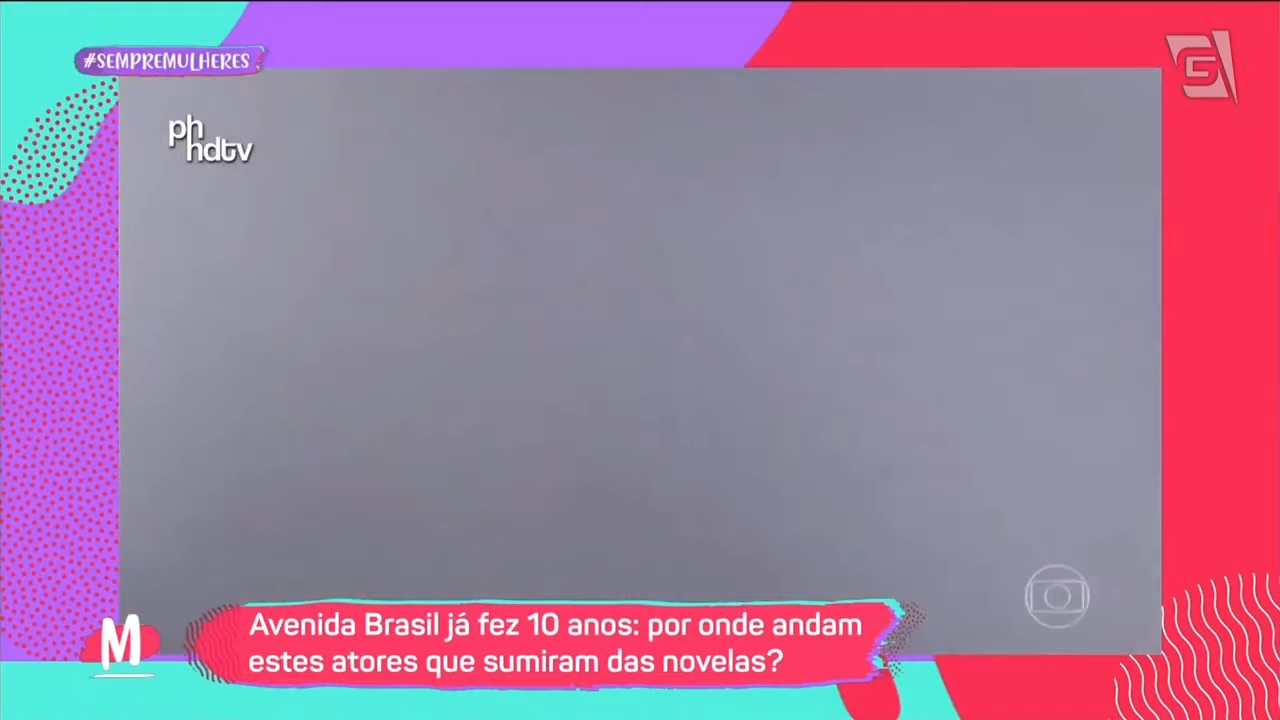 #SEMPREMULHERES
G
ph
hdtv
M
Avenida Brasil já fez 10 anos: por onde andam
estes atores que sumiram das novelas?